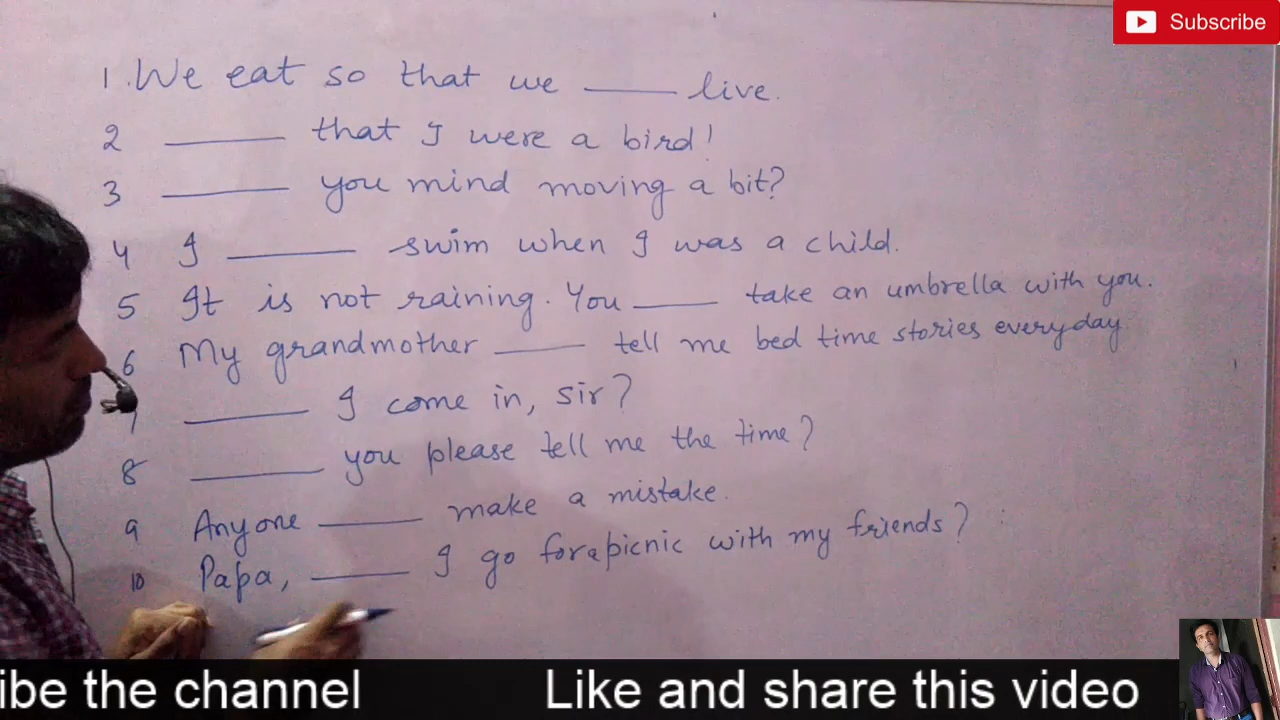 Subscribe
1. We eat so that we ____ live.
2 ____ that I were a bird!
3 ____ you mind moving a bit?
4 I ____ swim when I was a child.
5 It is not raining. You ____ take an umbrella with you.
6 My grandmother ____ tell me bed time stories everyday.
7 ____ I come in, sir?
8 ____ you please tell me the time?
9 Anyone ____ make a mistake.
10 Papa, ____ I go for a picnic with my friends?
ibe the channel Like and share this video